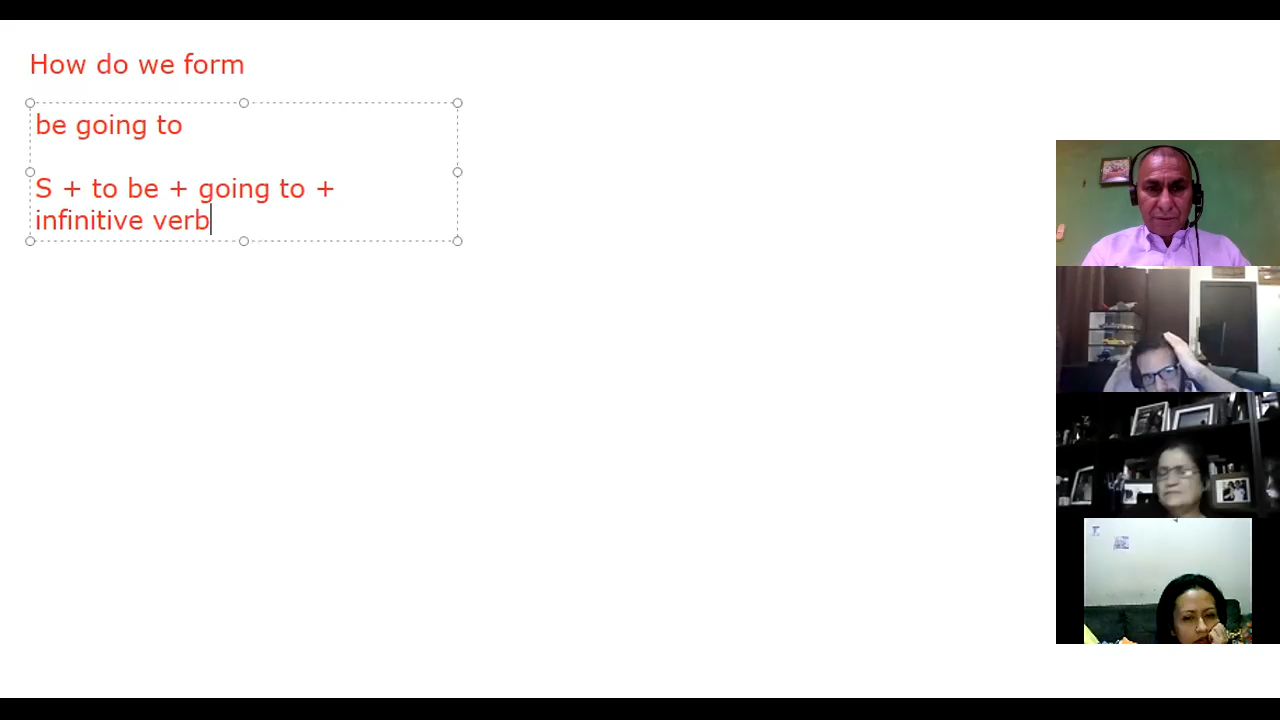 How do we form
be going to
S + to be + going to +
infinitive verb